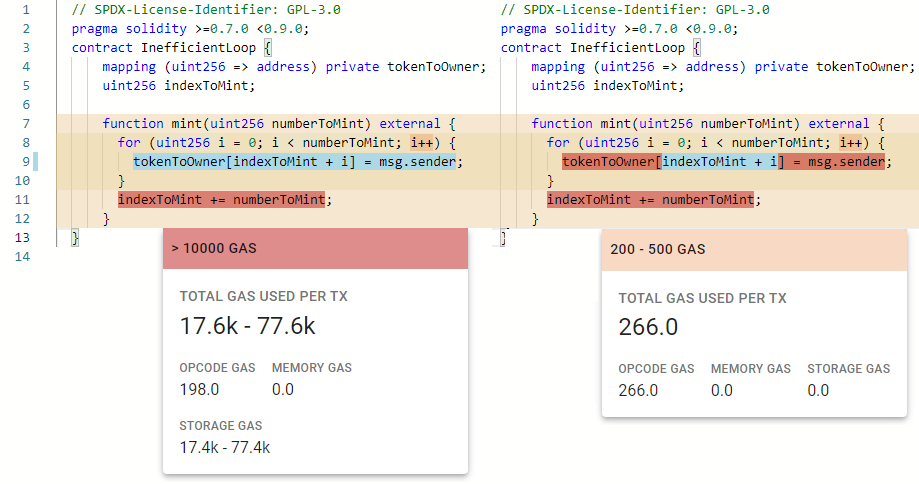 1 // SPDX-License-Identifier: GPL-3.0
2 pragma solidity >=0.7.0 <0.9.0;
3 contract InefficientLoop {
4 mapping (uint256 => address) private tokenToOwner;
5 uint256 indexToMint;
6
7 function mint(uint256 numberToMint) external {
8 for (uint256 i = 0; i < numberToMint; i++) {
9 tokenToOwner[indexToMint + i] = msg.sender;
10 }
11 indexToMint += numberToMint;
12 }
13 }
14
> 10000 GAS
TOTAL GAS USED PER TX
17.6k - 77.6k
OPCODE GAS MEMORY GAS
198.0 0.0
STORAGE GAS
17.4k - 77.4k
// SPDX-License-Identifier: GPL-3.0
pragma solidity >=0.7.0 <0.9.0;
contract InefficientLoop {
mapping (uint256 => address) private tokenToOwner;
uint256 indexToMint;
function mint(uint256 numberToMint) external {
for (uint256 i = 0; i < numberToMint; i++) {
tokenToOwner[indexToMint + i] = msg.sender;
}
indexToMint += numberToMint;
}
}
200 - 500 GAS
TOTAL GAS USED PER TX
266.0
OPCODE GAS MEMORY GAS STORAGE GAS
266.0 0.0 0.0